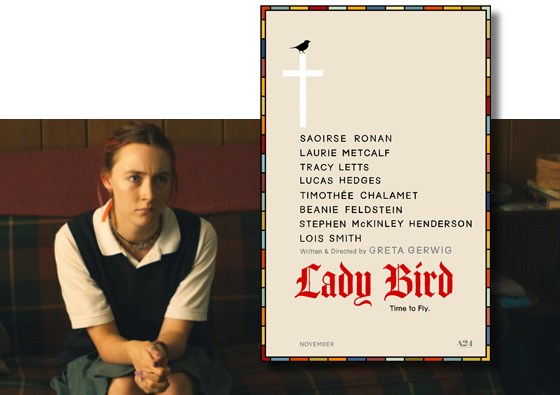 SAOIRSE RONAN
LAURIE METCALF
TRACY LETTS
LUCAS HEDGES
TIMOTHÉE CHALAMET
BEANIE FELDSTEIN
STEPHEN McKINLEY HENDERSON
LOIS SMITH
Written & Directed by GRETA GERWIG
Lady Bird
Time to Fly.
NOVEMBER A24